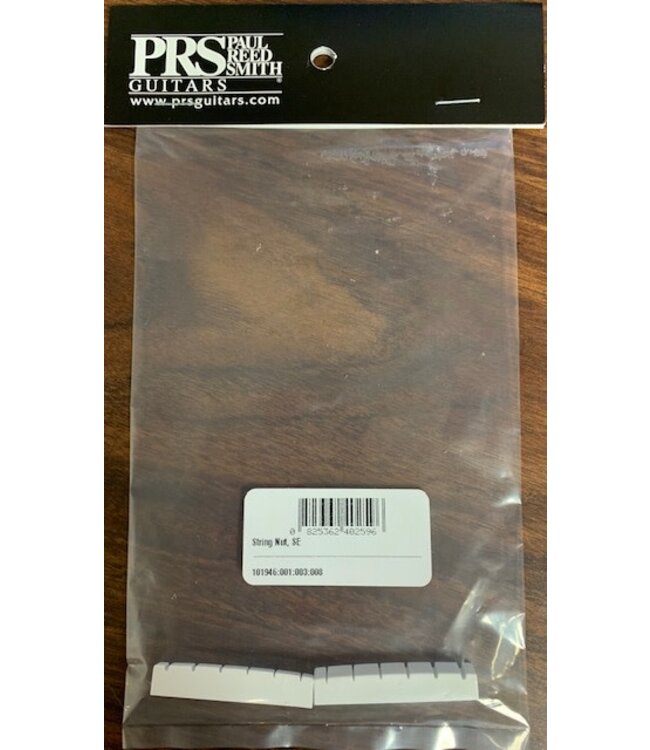 PRS PAUL REED SMITH
GUITARS®
www.prsguitars.com
0 825362 402596
String Nut, SE
101946:001:003:008